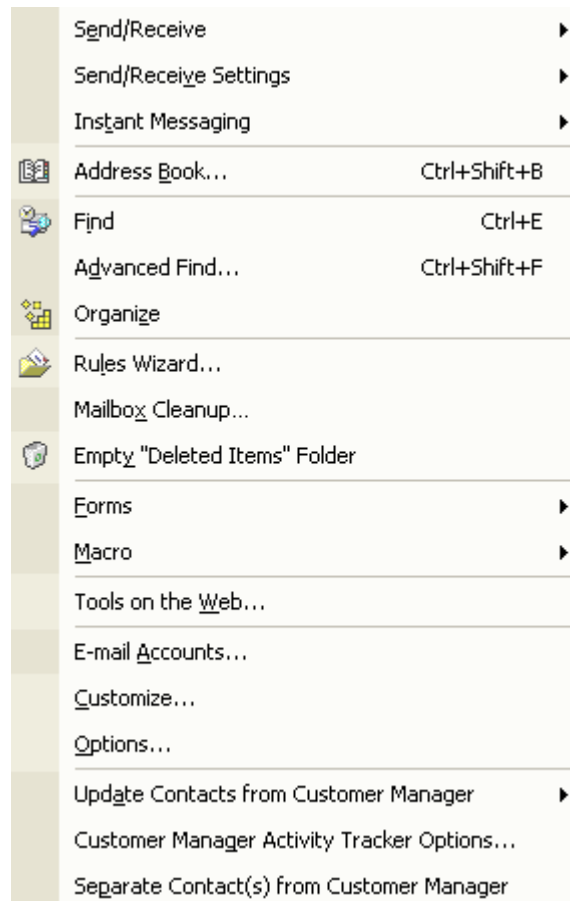 Send/Receive
Send/Receive Settings
Instant Messaging
Address Book... Ctrl+Shift+B
Find Ctrl+E
Advanced Find... Ctrl+Shift+F
Organize
Rules Wizard...
Mailbox Cleanup...
Empty "Deleted Items" Folder
Forms
Macro
Tools on the Web...
E-mail Accounts...
Customize...
Options...
Update Contacts from Customer Manager
Customer Manager Activity Tracker Options...
Separate Contact(s) from Customer Manager